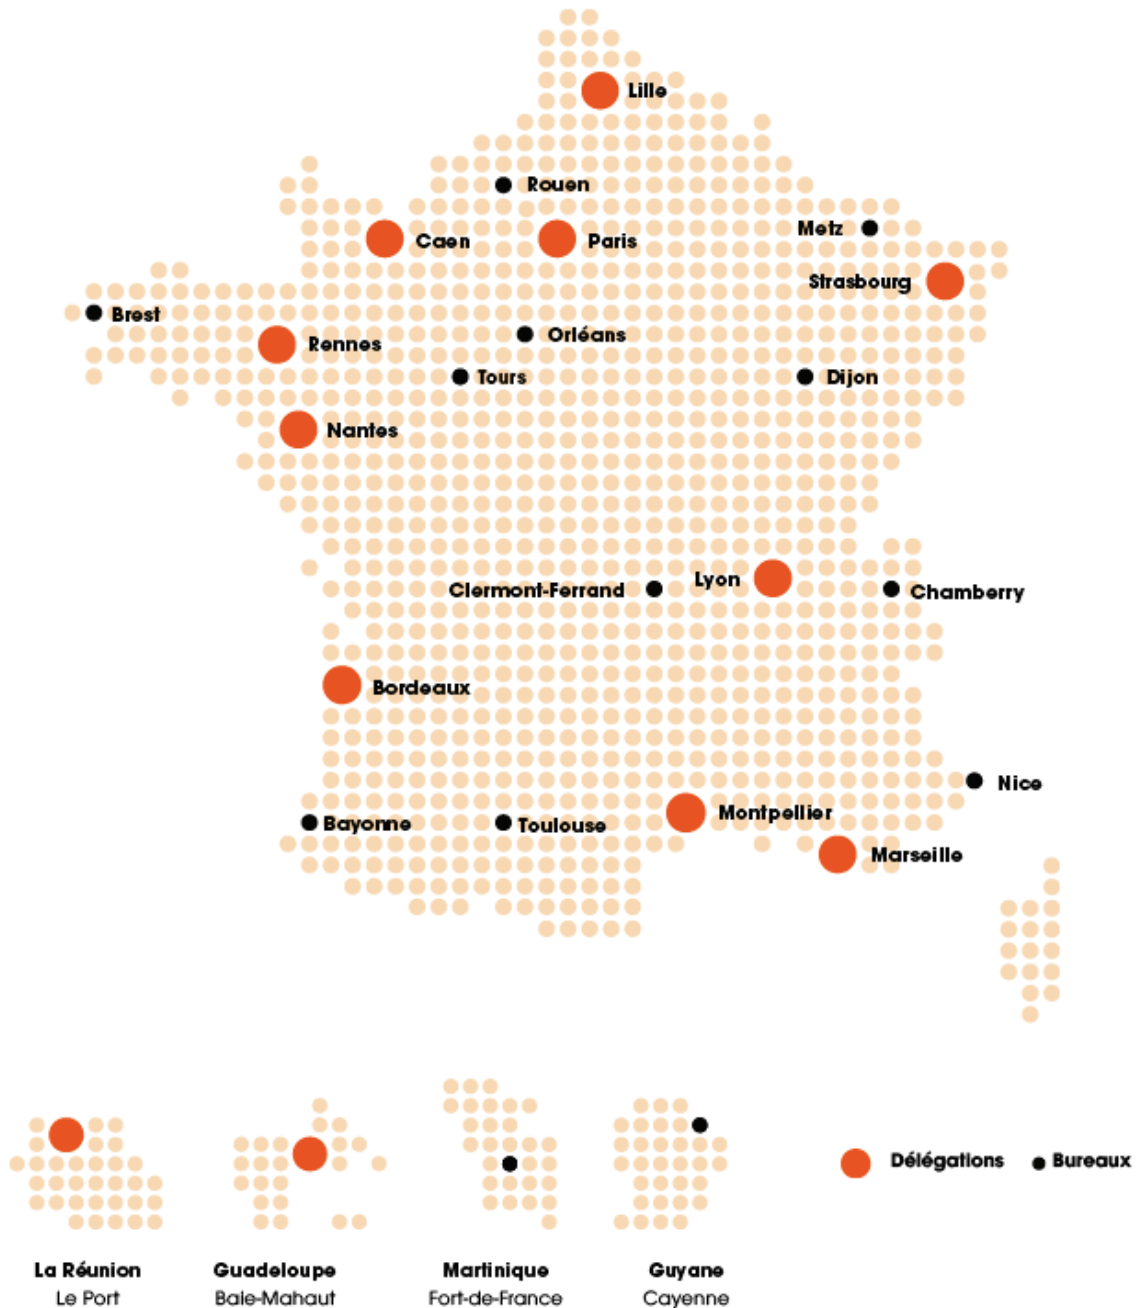 Lille
Rouen
Metz
Caen
Paris
Strasbourg
Brest
Orléans
Rennes
Tours
Dijon
Nantes
Lyon
Clermont-Ferrand
Chamberry
Bordeaux
Nice
Montpellier
Bayonne
Toulouse
Marseille
Délégations
Bureaux
La Réunion
Le Port
Guadeloupe
Baie-Mahaut
Martinique
Fort-de-France
Guyane
Cayenne